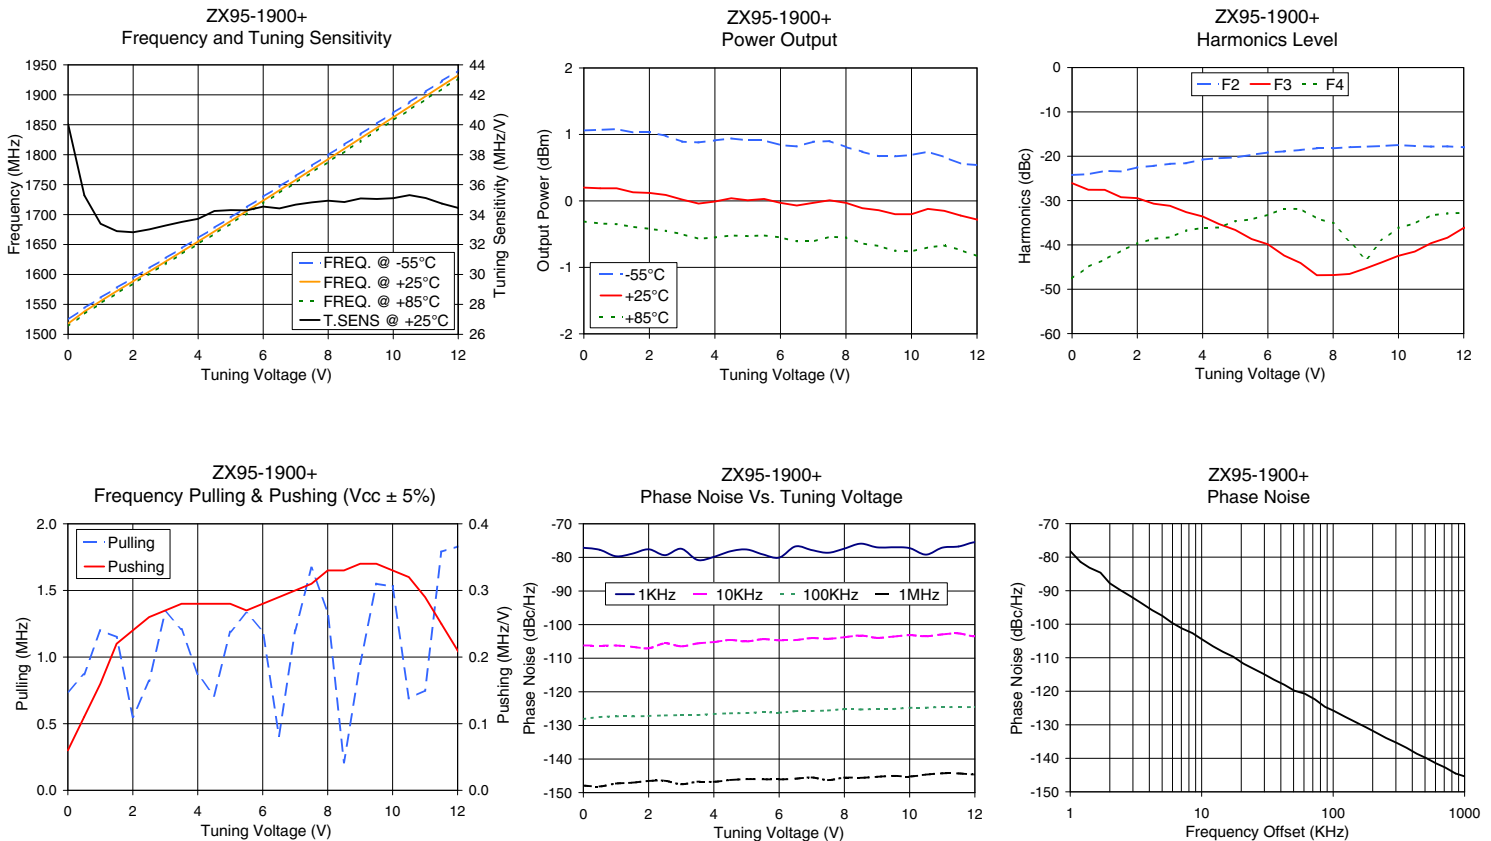 ZX95-1900+
Frequency and Tuning Sensitivity
1950
1900
1850
1800
1750
1700
1650
1600
1550
1500
44
42
40
38
36
34
32
30
28
26
Frequency (MHz)
Tuning Sensitivity (MHz/V)
FREQ. @ -55°C
FREQ. @ +25°C
FREQ. @ +85°C
T.SENS @ +25°C
0 2 4 6 8 10 12
Tuning Voltage (V)
ZX95-1900+
Power Output
2
1
0
-1
-2
Output Power (dBm)
-55°C
+25°C
+85°C
0 2 4 6 8 10 12
Tuning Voltage (V)
ZX95-1900+
Harmonics Level
0
-10
-20
-30
-40
-50
-60
Harmonics (dBc)
F2 F3 F4
0 2 4 6 8 10 12
Tuning Voltage (V)
ZX95-1900+
Frequency Pulling & Pushing (Vcc ± 5%)
2.0
1.5
1.0
0.5
0.0
0.4
0.3
0.2
0.1
0.0
Pulling (MHz)
Pushing (MHz/V)
Pulling
Pushing
0 2 4 6 8 10 12
Tuning Voltage (V)
ZX95-1900+
Phase Noise Vs. Tuning Voltage
-70
-80
-90
-100
-110
-120
-130
-140
-150
Phase Noise (dBc/Hz)
1KHz 10KHz 100KHz 1MHz
0 2 4 6 8 10 12
Tuning Voltage (V)
ZX95-1900+
Phase Noise
-70
-80
-90
-100
-110
-120
-130
-140
-150
Phase Noise (dBc/Hz)
1 10 100 1000
Frequency Offset (KHz)